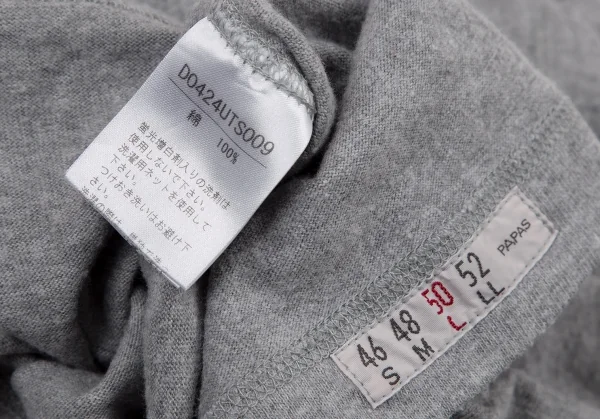 D0424UTS009
綿 100%
蛍光増白剤入りの洗剤は
使用しないで下さい。
洗濯用ネットを使用して
下さい。
つけおき洗いはお避け下
さい。
46 48 50 52
S M L LL
PAPAS